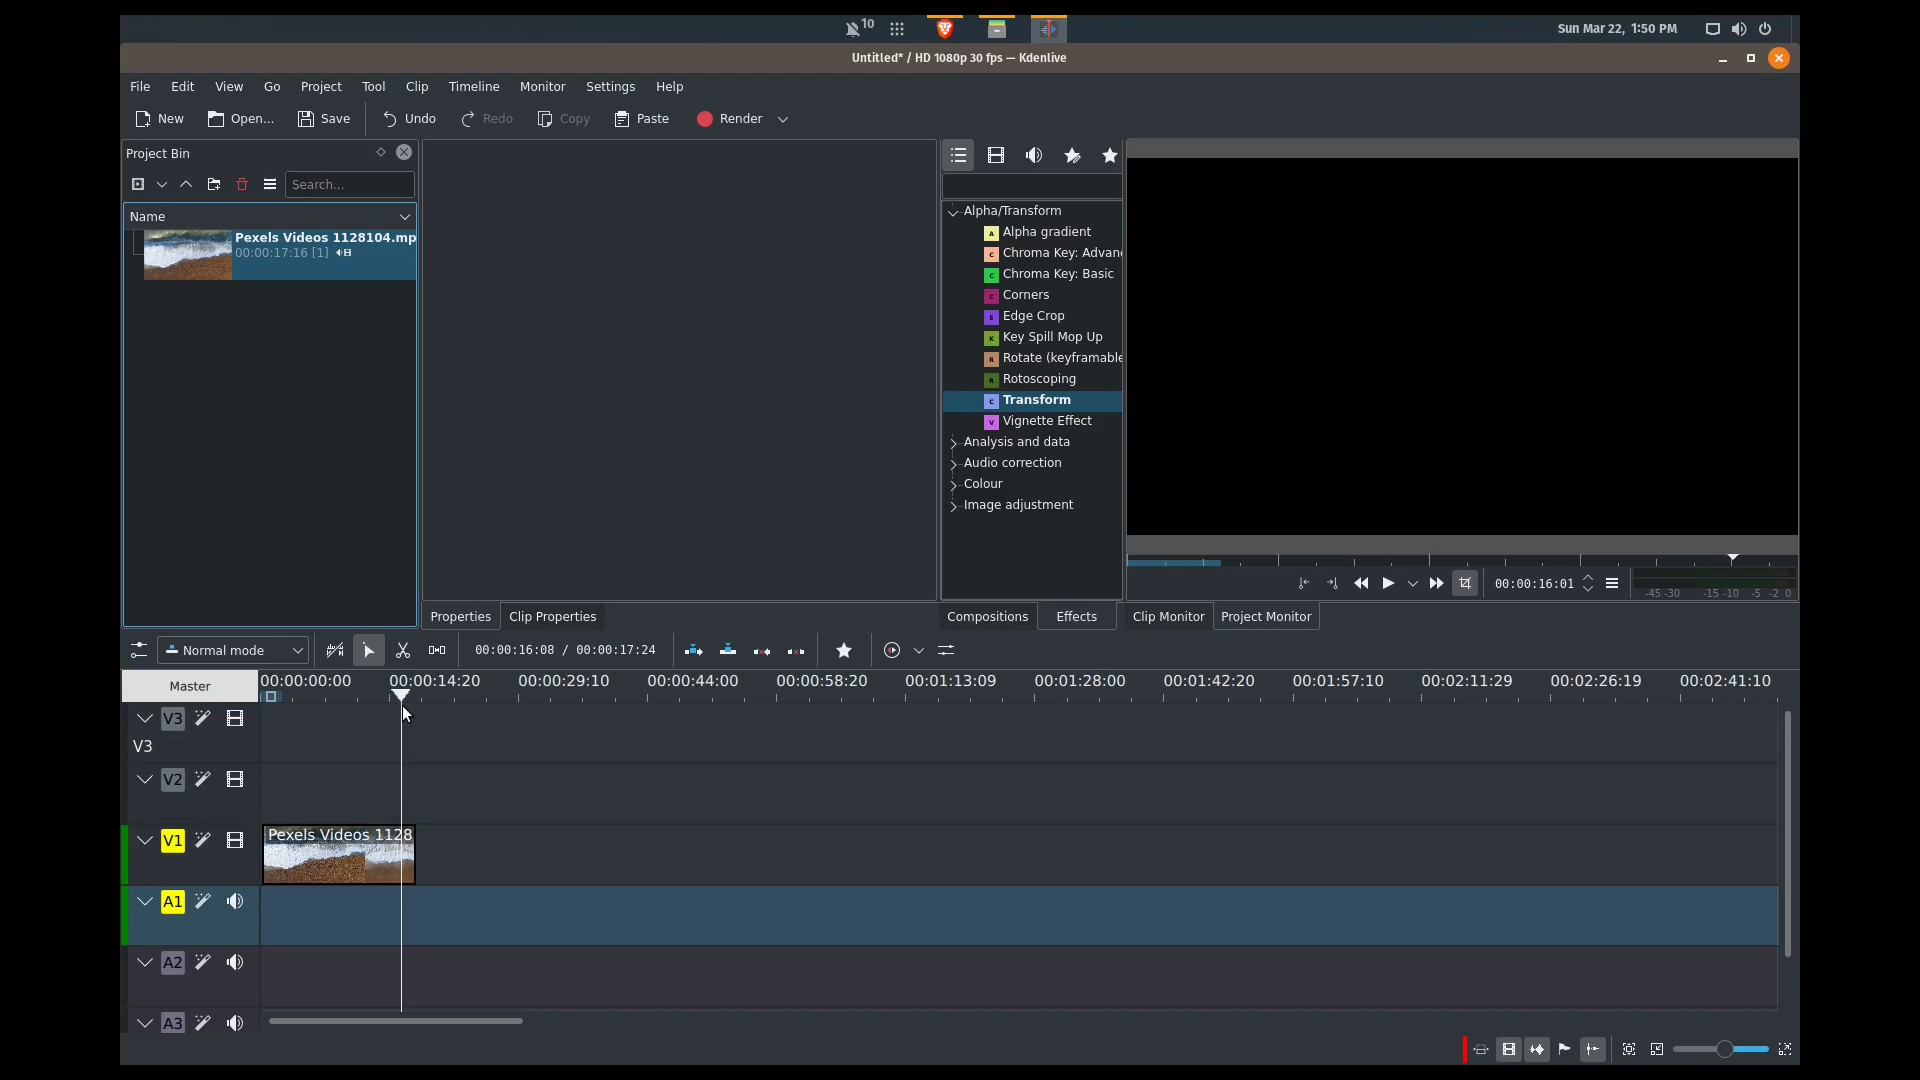 10
Sun Mar 22, 1:50 PM
Untitled* / HD 1080p 30 fps — Kdenlive
File Edit View Go Project Tool Clip Timeline Monitor Settings Help
New Open... Save Undo Redo Copy Paste Render
Project Bin
Search...
Name
Pexels Videos 1128104.mp
00:00:17:16 [1]
Alpha/Transform
A Alpha gradient
C Chroma Key: Advan
C Chroma Key: Basic
C Corners
E Edge Crop
K Key Spill Mop Up
R Rotate (keyframable
R Rotoscoping
C Transform
V Vignette Effect
Analysis and data
Audio correction
Colour
Image adjustment
00:00:16:01
-45 -30 -15 -10 -5 -2 0
Properties Clip Properties
Compositions Effects
Clip Monitor Project Monitor
Normal mode
00:00:16:08 / 00:00:17:24
Master
00:00:00:00 00:00:14:20 00:00:29:10 00:00:44:00 00:00:58:20 00:01:13:09 00:01:28:00 00:01:42:20 00:01:57:10 00:02:11:29 00:02:26:19 00:02:41:10
V3
V3
V2
V1
Pexels Videos 1128
A1
A2
A3